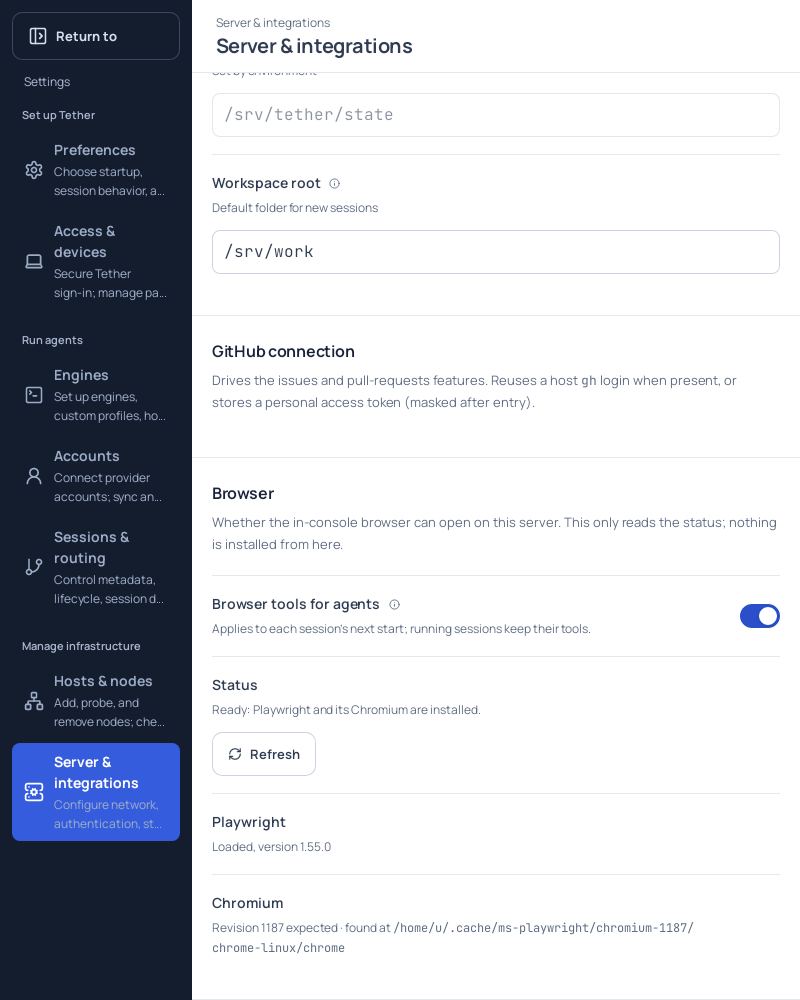 Return to
Settings
Set up Tether
Preferences
Choose startup,
session behavior, a...
Access &
devices
Secure Tether
sign-in; manage pa...
Run agents
Engines
Set up engines,
custom profiles, ho...
Accounts
Connect provider
accounts; sync an...
Sessions &
routing
Control metadata,
lifecycle, session d...
Manage infrastructure
Hosts & nodes
Add, probe, and
remove nodes; che...
Server &
integrations
Configure network,
authentication, st...
Server & integrations
Server & integrations
Set by environment
/srv/tether/state
Workspace root
Default folder for new sessions
/srv/work
GitHub connection
Drives the issues and pull-requests features. Reuses a host gh login when present, or
stores a personal access token (masked after entry).
Browser
Whether the in-console browser can open on this server. This only reads the status; nothing
is installed from here.
Browser tools for agents
Applies to each session's next start; running sessions keep their tools.
Status
Ready: Playwright and its Chromium are installed.
Refresh
Playwright
Loaded, version 1.55.0
Chromium
Revision 1187 expected · found at /home/u/.cache/ms-playwright/chromium-1187/
chrome-linux/chrome